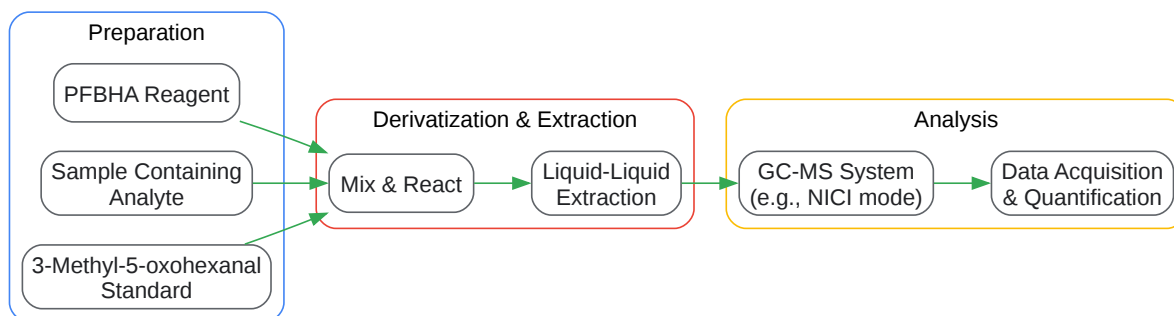 Preparation
PFBHA Reagent
Sample Containing
Analyte
3-Methyl-5-oxohexanal
Standard
Derivatization & Extraction
Mix & React
Liquid-Liquid
Extraction
Analysis
GC-MS System
(e.g., NICI mode)
Data Acquisition
& Quantification